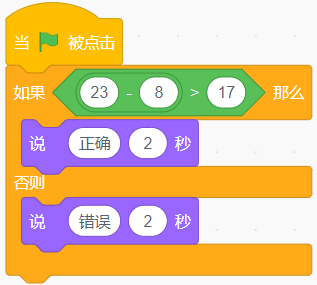 当 被点击
如果 23 - 8 > 17 那么
说 正确 2 秒
否则
说 错误 2 秒